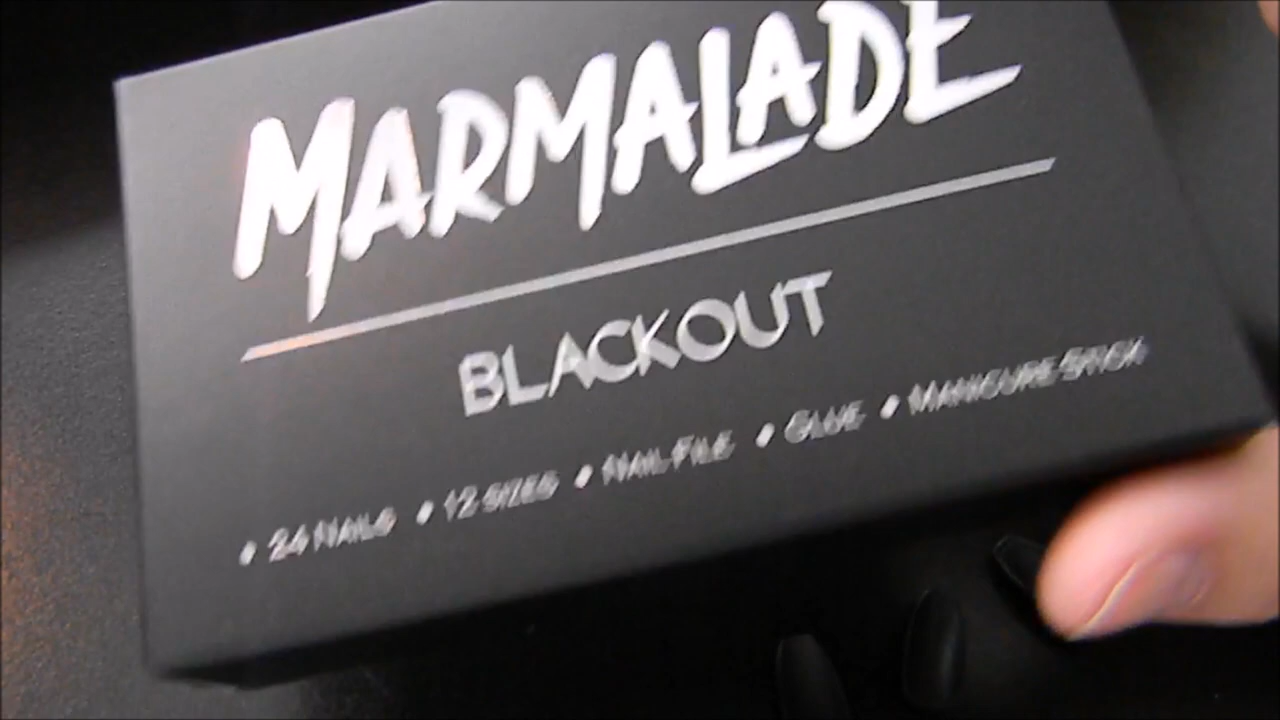 MARMALADE
BLACKOUT
• 24 NAILS • 12 SIZES • NAIL FILE • GLUE • MANICURE STICK